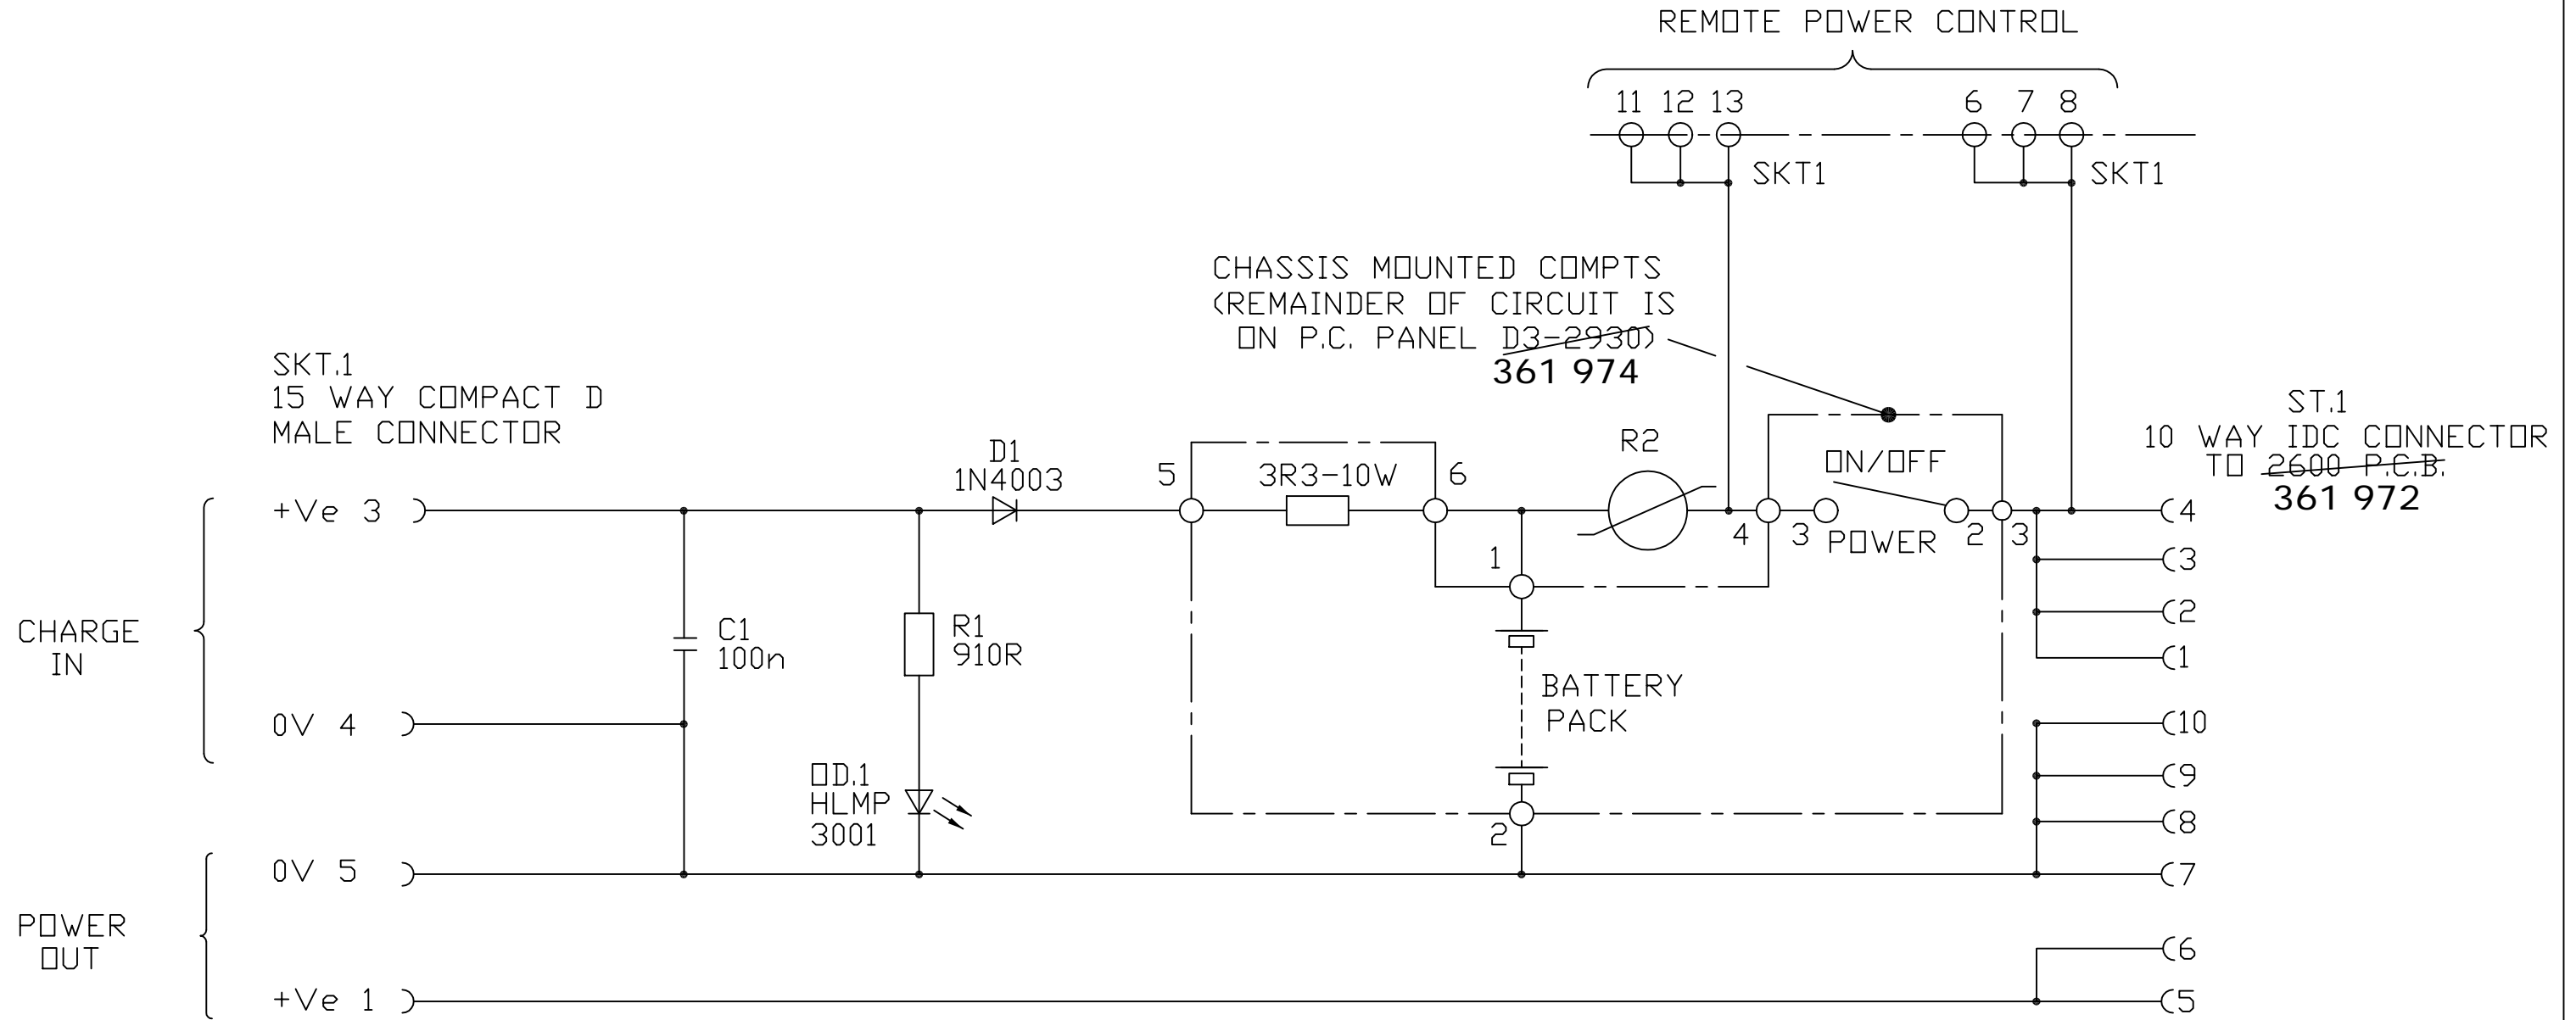 REMOTE POWER CONTROL
11 12 13 6 7 8
SKT1 SKT1
CHASSIS MOUNTED COMPTS
(REMAINDER OF CIRCUIT IS
ON P.C. PANEL D3-2930)
361 974
SKT.1
15 WAY COMPACT D
MALE CONNECTOR
ST.1
10 WAY IDC CONNECTOR
TO 2600 P.C.B.
361 972
D1
1N4003
5 3R3-10W 6
R2
ON/OFF
+Ve 3
4 3 POWER 2 3
4
3
2
1
1
CHARGE
IN
C1
100n
R1
910R
BATTERY
PACK
0V 4
10
9
8
OD.1
HLMP
3001
2
0V 5
7
POWER
OUT
6
+Ve 1
5